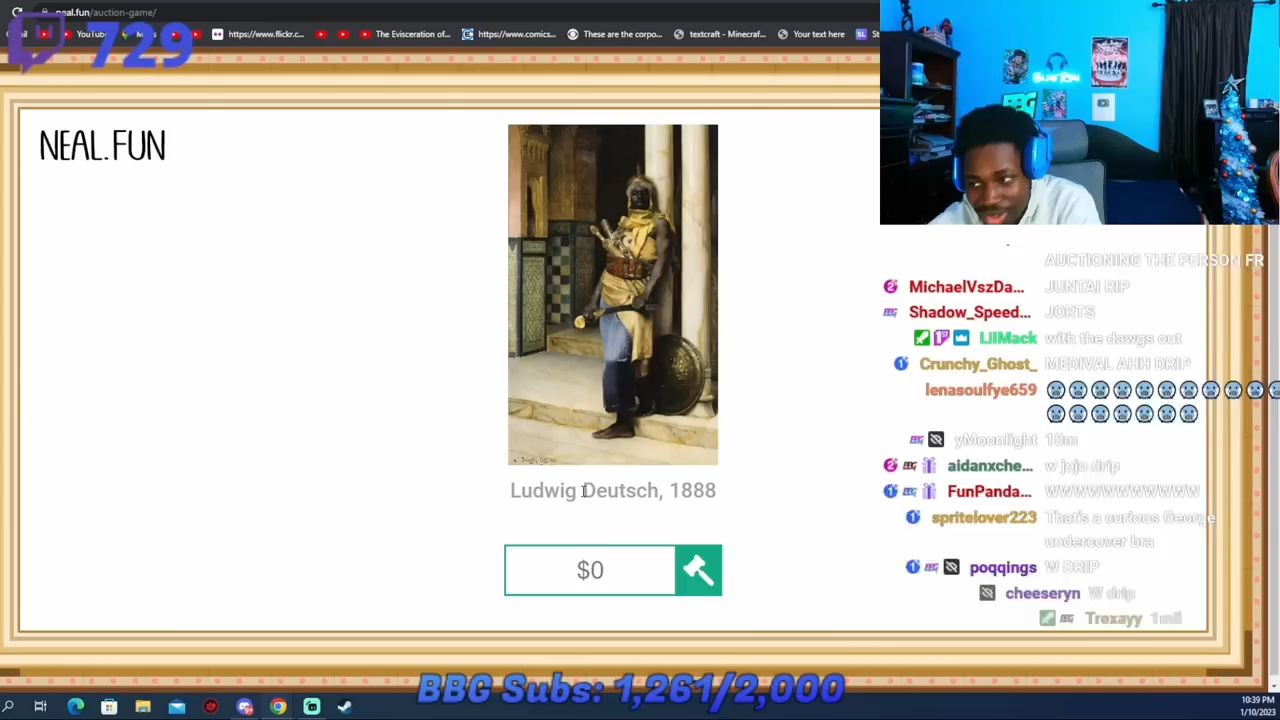 neal.fun/auction-game/
729
YouTube
https://www.flickr.c...
The Evisceration of...
https://www.comics...
These are the corpo...
textcraft - Minecraf...
Your text here
SL
NEAL.FUN
BBG
AUCTIONING THE PERSON FR
MichaelVszDa... JUNTAI RIP
Shadow_Speed... JORTS
LilMack with the dawgs out
Crunchy_Ghost_ MEDIVAL AHH DRIP
lenasoulfye659
yMoonlight 10m
aidanxche... w jojo drip
FunPanda... WWWWWWWWWWW
spritelover223 That's a curious George
undercover bra
poqqings W DRIP
cheeseryn W drip
Trexayy 1mil
Ludwig Deutsch, 1888
$0
BBG Subs: 1,261/2,000
10:39 PM
1/10/2023